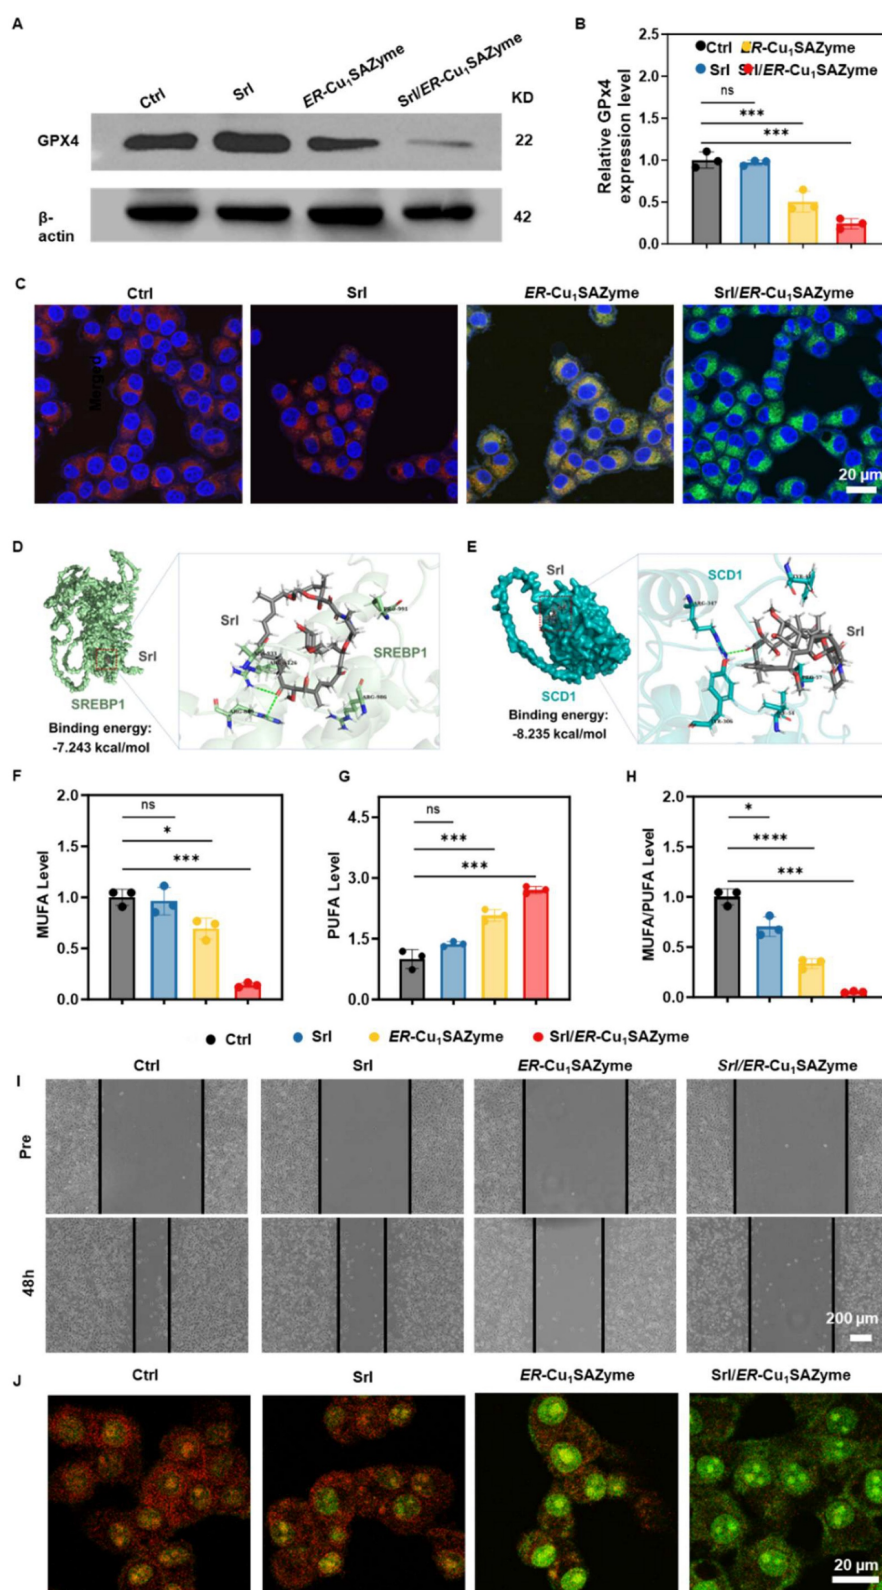 A
Ctrl
Srl
ER-Cu₁SAZyme
Srl/ER-Cu₁SAZyme
KD
GPX4
22
β-
actin
42
B
Relative GPx4
expression level
2.5
2.0
1.5
1.0
0.5
0.0
Ctrl ER-Cu₁SAZyme
Srl Srl/ER-Cu₁SAZyme
ns
***
***
C
Ctrl
Srl
ER-Cu₁SAZyme
Srl/ER-Cu₁SAZyme
Merged
20 μm
D
Srl
SREBP1
Binding energy:
-7.243 kcal/mol
Srl
SREBP1
E
Srl
SCD1
Binding energy:
-8.235 kcal/mol
SCD1
Srl
F
MUFA Level
2.0
1.5
1.0
0.5
0.0
ns
*
***
G
PUFA Level
4.5
3.0
1.5
0.0
ns
***
***
H
MUFA/PUFA Level
2.0
1.5
1.0
0.5
0.0
*
****
***
Ctrl
Srl
ER-Cu₁SAZyme
Srl/ER-Cu₁SAZyme
I
Ctrl
Srl
ER-Cu₁SAZyme
Srl/ER-Cu₁SAZyme
Pre
48h
200 μm
J
Ctrl
Srl
ER-Cu₁SAZyme
Srl/ER-Cu₁SAZyme
20 μm